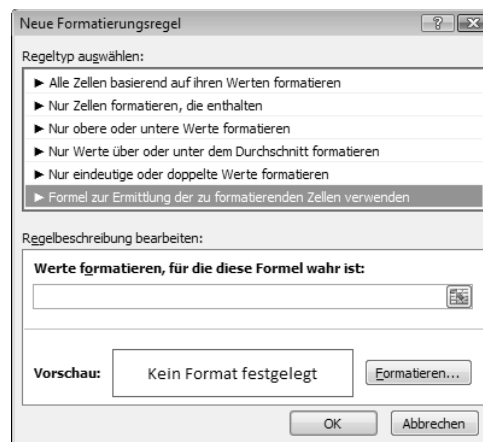 Neue Formatierungsregel
Regeltyp auswählen:
► Alle Zellen basierend auf ihren Werten formatieren
► Nur Zellen formatieren, die enthalten
► Nur obere oder untere Werte formatieren
► Nur Werte über oder unter dem Durchschnitt formatieren
► Nur eindeutige oder doppelte Werte formatieren
► Formel zur Ermittlung der zu formatierenden Zellen verwenden
Regelbeschreibung bearbeiten:
Werte formatieren, für die diese Formel wahr ist:
Vorschau: Kein Format festgelegt Formatieren...
OK Abbrechen